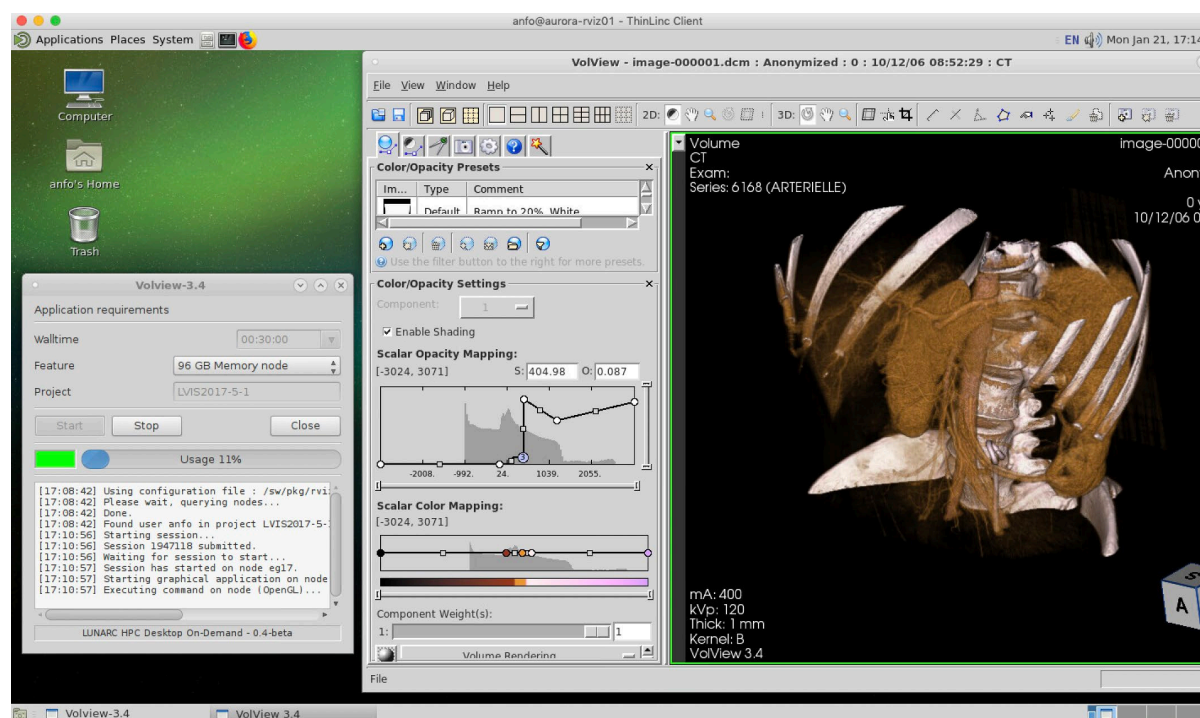 anfo@aurora-rviz01 - ThinLinc Client
Applications Places System
EN
Mon Jan 21, 17:14
Computer
anfo's Home
Trash
Volview-3.4
Application requirements
Walltime 00:30:00
Feature 96 GB Memory node
Project LVIS2017-5-1
Start Stop Close
Usage 11%
[17:08:42] Using configuration file : /sw/pkg/rvi
[17:08:42] Please wait, querying nodes...
[17:08:42] Done.
[17:08:42] Found user anfo in project LVIS2017-5-
[17:10:56] Starting session...
[17:10:56] Session 1947118 submitted.
[17:10:56] Waiting for session to start...
[17:10:57] Session has started on node eg17.
[17:10:57] Starting graphical application on node
[17:10:57] Executing command on node (OpenGL)...
LUNARC HPC Desktop On-Demand - 0.4-beta
VolView - image-000001.dcm : Anonymized : 0 : 10/12/06 08:52:29 : CT
File View Window Help
2D: 3D:
Color/Opacity Presets
Im... Type Comment
Default Ramp to 20%, White
Use the filter button to the right for more presets.
Color/Opacity Settings
Component: 1
Enable Shading
Scalar Opacity Mapping:
[-3024, 3071] S: 404.98 O: 0.087
3
-2008. -992. 24. 1039. 2055.
Scalar Color Mapping:
[-3024, 3071]
Component Weight(s):
1: 1
Volume Rendering
File
Volume
CT
Exam:
Series: 6168 (ARTERIELLE)
image-00000
Anon
0
10/12/06 0
mA: 400
kVp: 120
Thick: 1 mm
Kernel: B
VolView 3.4
S
A
Volview-3.4
VolView 3.4